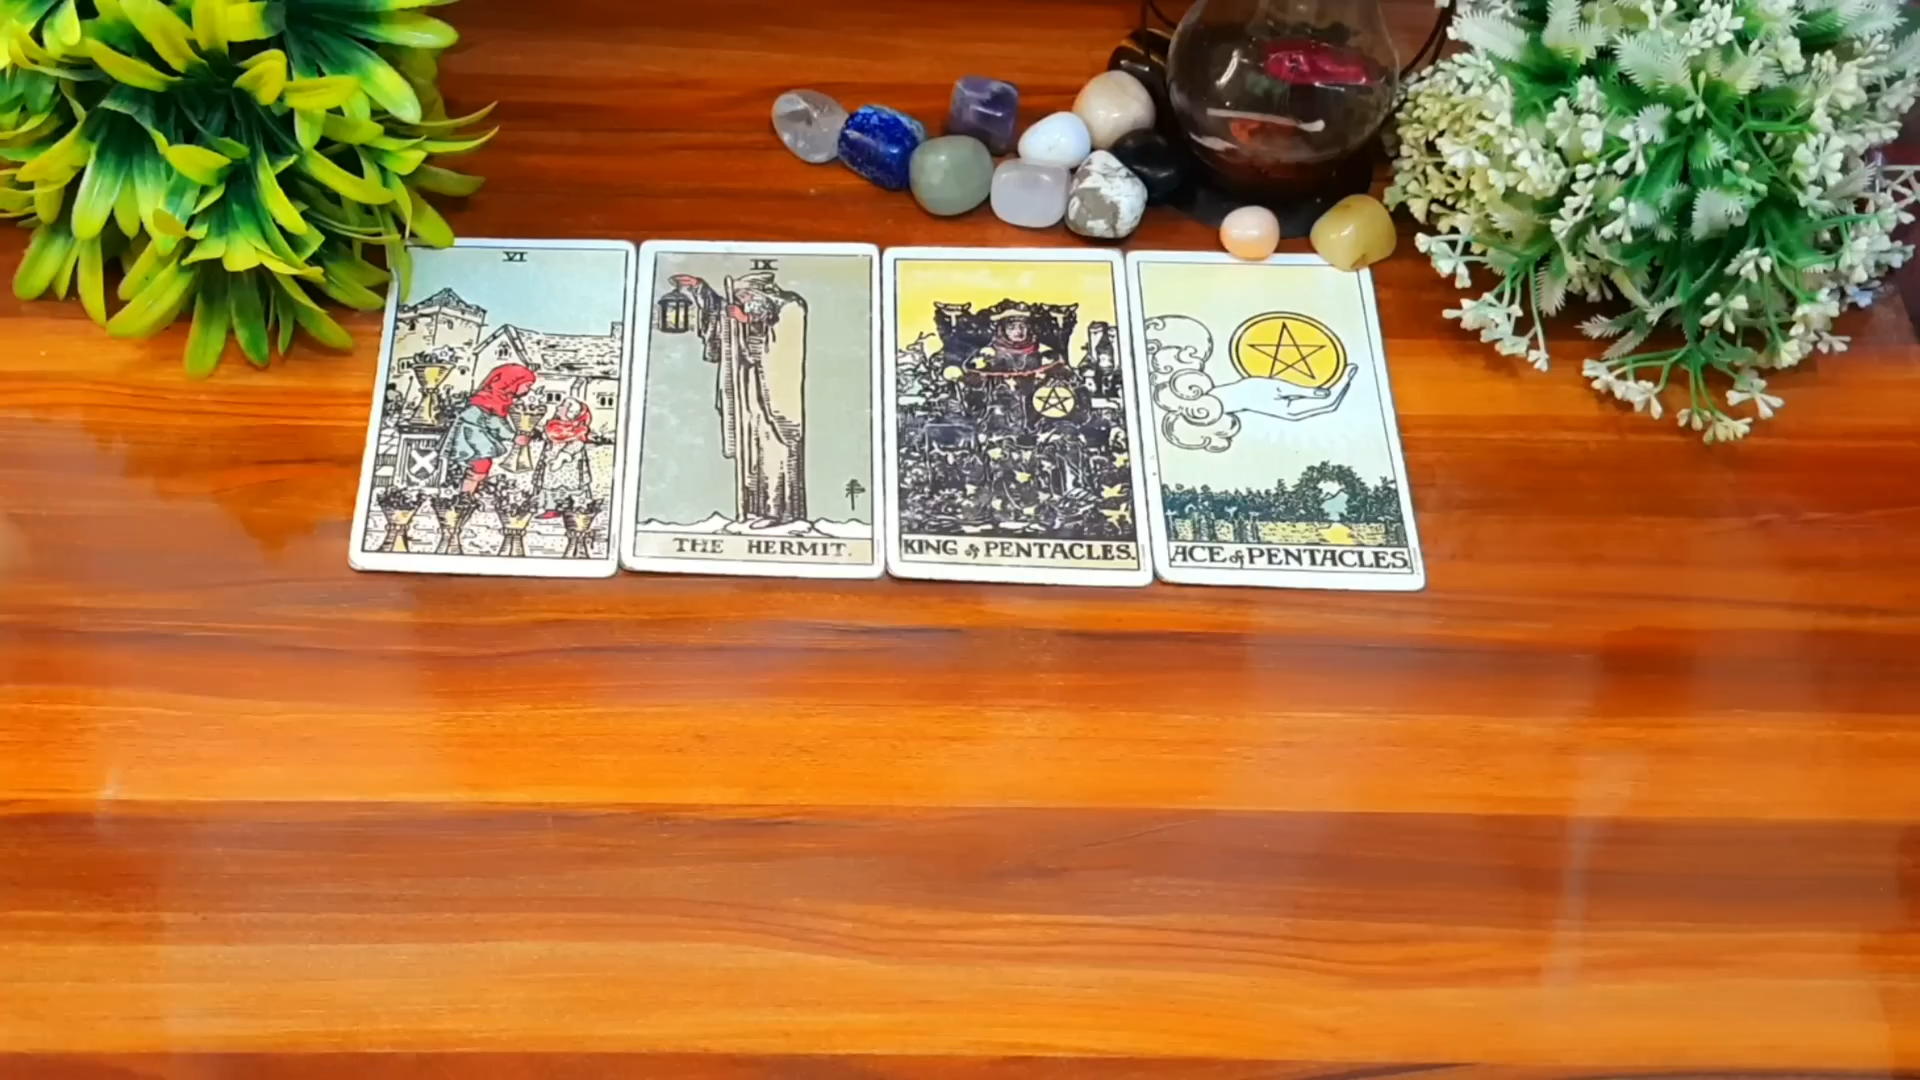 VI
IX
THE HERMIT.
KING of PENTACLES.
ACE of PENTACLES